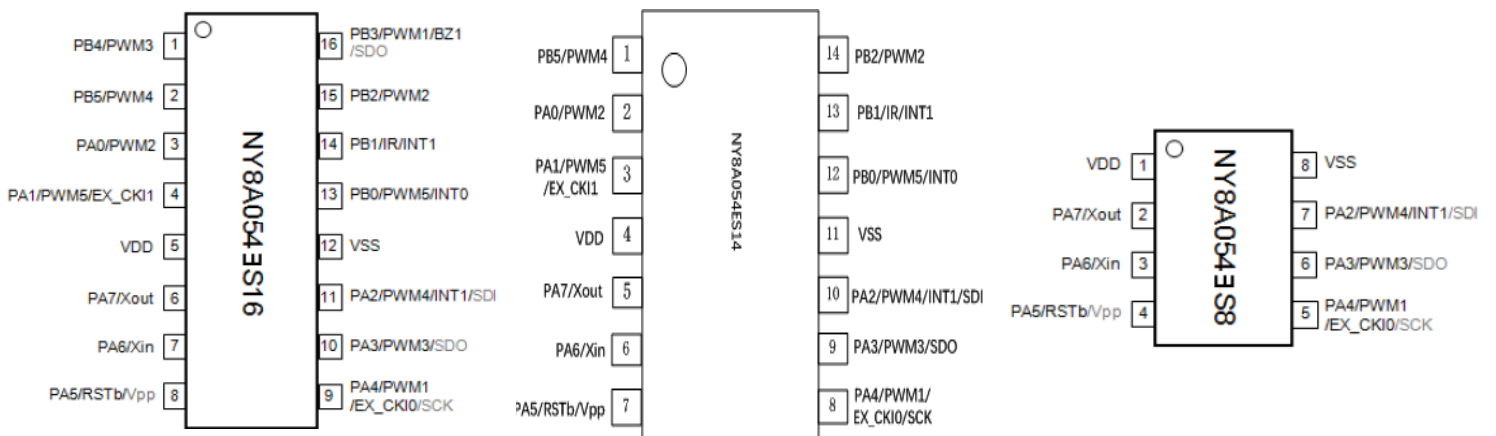 PB4/PWM3 1
PB5/PWM4 2
PA0/PWM2 3
PA1/PWM5/EX_CKI1 4
VDD 5
PA7/Xout 6
PA6/Xin 7
PA5/RSTb/Vpp 8
NY8A054ES16
16 PB3/PWM1/BZ1
/SDO
15 PB2/PWM2
14 PB1/IR/INT1
13 PB0/PWM5/INT0
12 VSS
11 PA2/PWM4/INT1/SDI
10 PA3/PWM3/SDO
9 PA4/PWM1
/EX_CKI0/SCK
PB5/PWM4 1
PA0/PWM2 2
PA1/PWM5
/EX_CKI1 3
VDD 4
PA7/Xout 5
PA6/Xin 6
PA5/RSTb/Vpp 7
NY8A054ES14
14 PB2/PWM2
13 PB1/IR/INT1
12 PB0/PWM5/INT0
11 VSS
10 PA2/PWM4/INT1/SDI
9 PA3/PWM3/SDO
8 PA4/PWM1/
EX_CKI0/SCK
VDD 1
PA7/Xout 2
PA6/Xin 3
PA5/RSTb/Vpp 4
NY8A054ES8
8 VSS
7 PA2/PWM4/INT1/SDI
6 PA3/PWM3/SDO
5 PA4/PWM1
/EX_CKI0/SCK